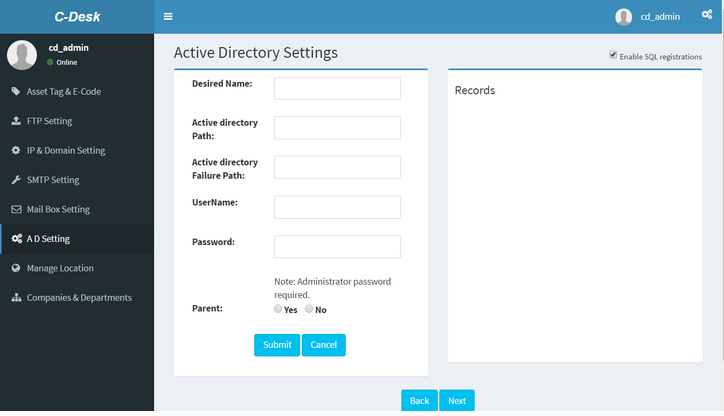 C-Desk
cd_admin
cd_admin
Online
Asset Tag & E-Code
FTP Setting
IP & Domain Setting
SMTP Setting
Mail Box Setting
A D Setting
Manage Location
Companies & Departments
Active Directory Settings
Enable SQL registrations
Desired Name:
Active directory
Path:
Active directory
Failure Path:
UserName:
Password:
Note: Administrator password
required.
Parent:
Yes No
Submit Cancel
Records
Back Next